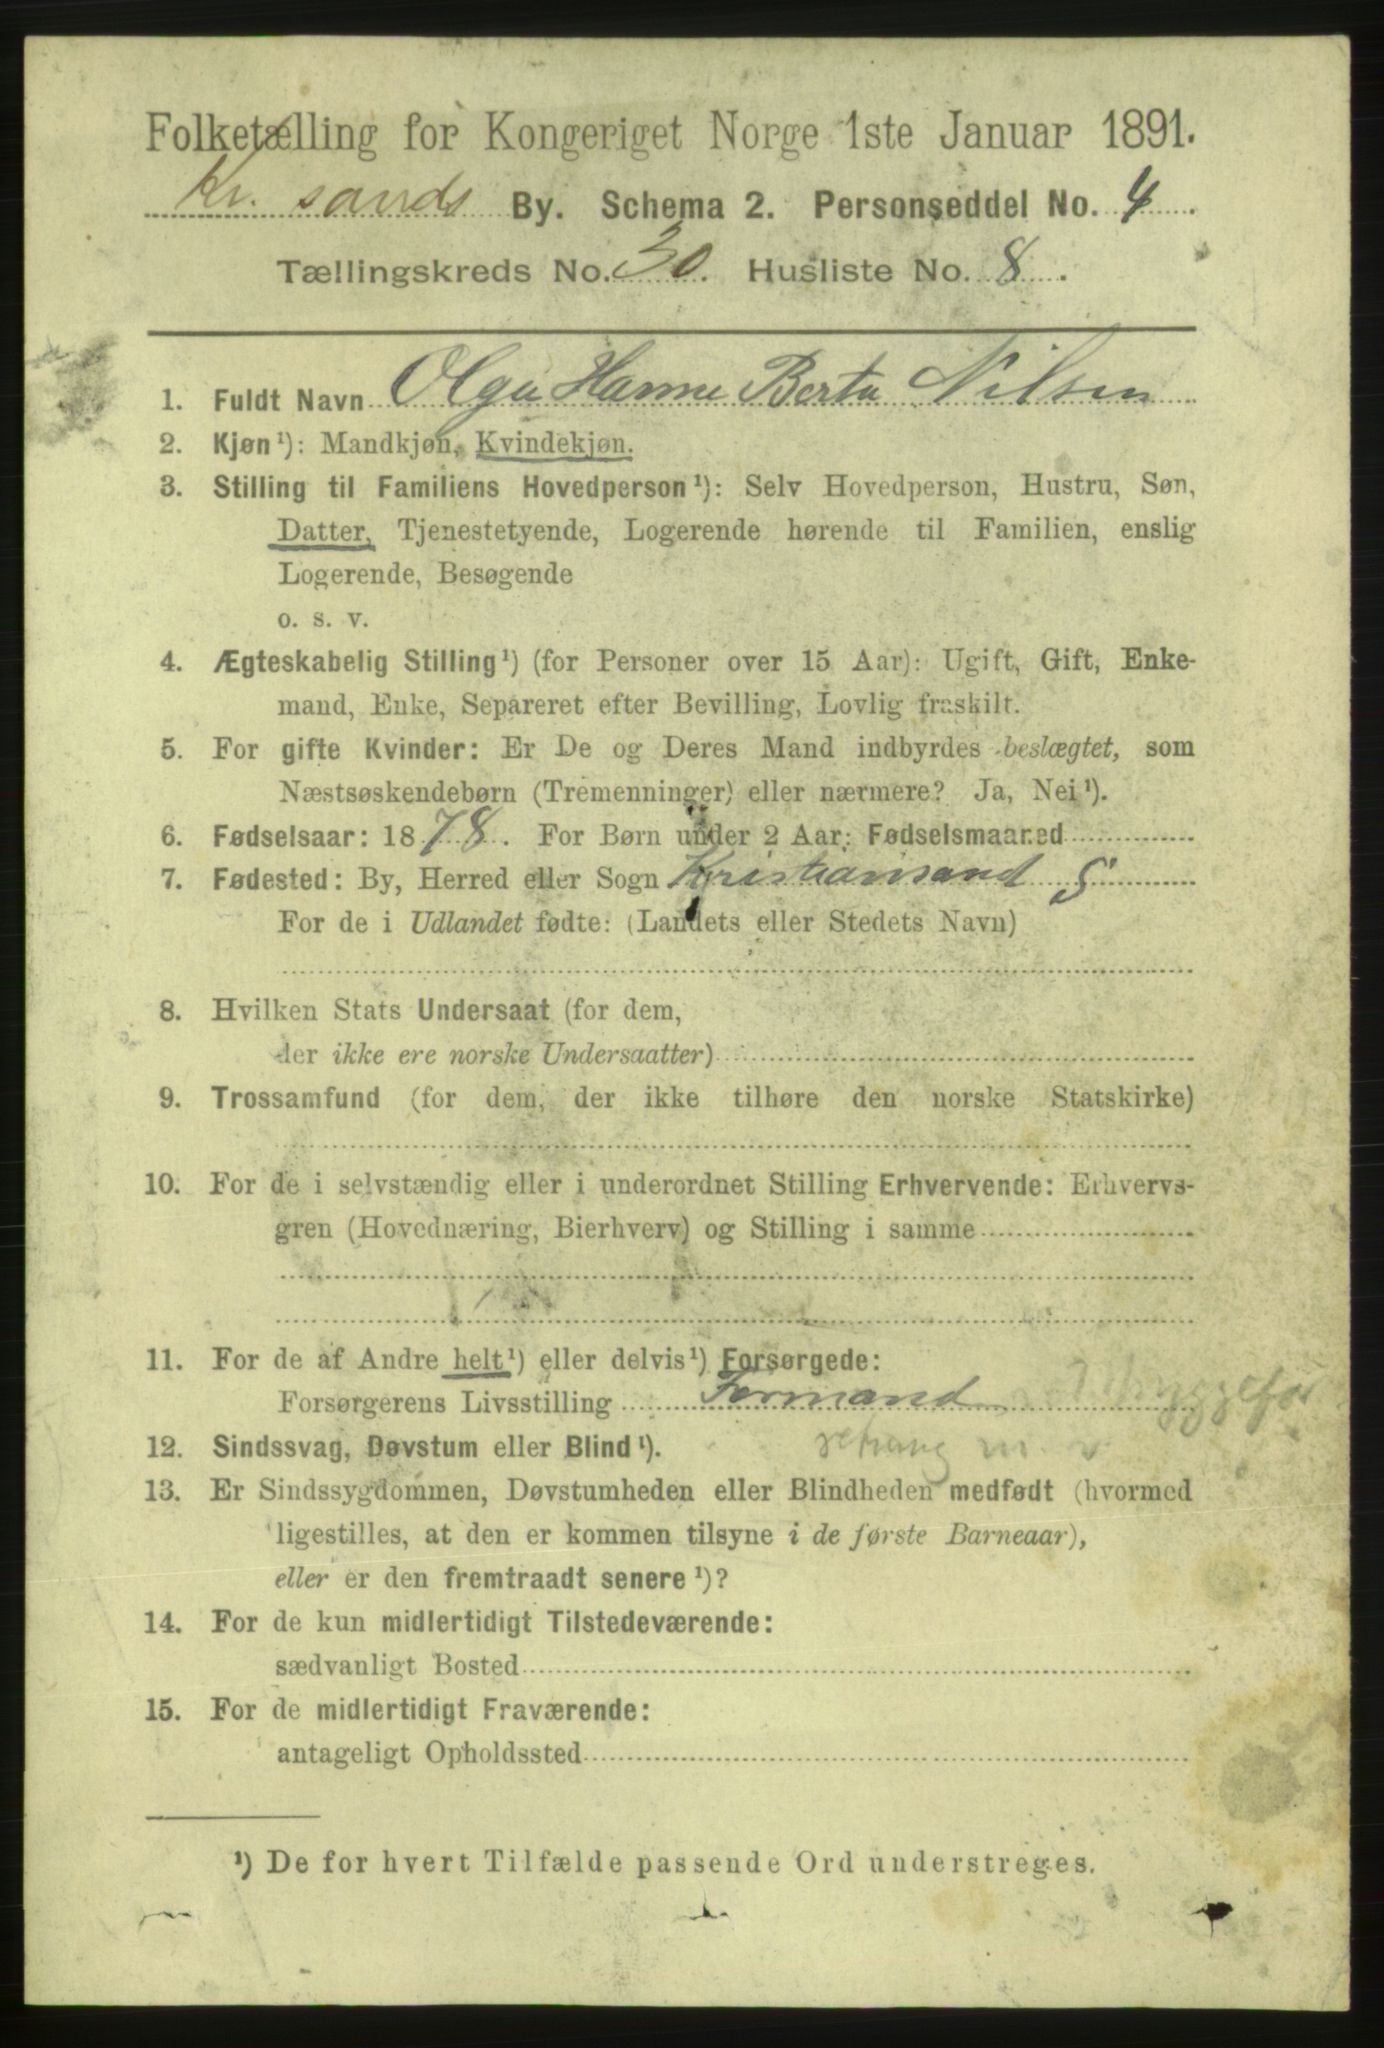 Folketælling for Kongeriget Norge 1ste Januar 1891.
Kr. sands By. Schema 2. Personseddel No. 4
Tællingskreds No. 30. Husliste No. 8.
1. Fuldt Navn Olga Hanne Berta Nilsen
2. Kjøn¹): Mandkjøn, Kvindekjøn.
3. Stilling til Familiens Hovedperson¹): Selv Hovedperson, Hustru, Søn,
Datter, Tjenestetyende, Logerende hørende til Familien, enslig
Logerende, Besøgende
o. s. v.
4. Ægteskabelig Stilling¹) (for Personer over 15 Aar): Ugift, Gift, Enke-
mand, Enke, Separeret efter Bevilling, Lovlig fraskilt.
5. For gifte Kvinder: Er De og Deres Mand indbyrdes beslægtet, som
Næstsøskendebørn (Tremenninger) eller nærmere? Ja, Nei¹).
6. Fødselsaar: 1878. For Børn under 2 Aar: Fødselsmaaned
7. Fødested: By, Herred eller Sogn Kristiansand S
For de i Udlandet fødte: (Landets eller Stedets Navn)
8. Hvilken Stats Undersaat (for dem,
der ikke ere norske Undersaatter)
9. Trossamfund (for dem, der ikke tilhøre den norske Statskirke)
10. For de i selvstændig eller i underordnet Stilling Erhvervende: Erhvervs-
gren (Hovednæring, Bierhverv) og Stilling i samme
11. For de af Andre helt¹) eller delvis¹) Forsørgede:
Forsørgerens Livsstilling Formand
12. Sindssvag, Døvstum eller Blind¹).
13. Er Sindssygdommen, Døvstumheden eller Blindheden medfødt (hvormed
ligestilles, at den er kommen tilsyne i de første Barneaar),
eller er den fremtraadt senere¹)?
14. For de kun midlertidigt Tilstedeværende:
sædvanligt Bosted
15. For de midlertidigt Fraværende:
antageligt Opholdssted
¹) De for hvert Tilfælde passende Ord understreges.